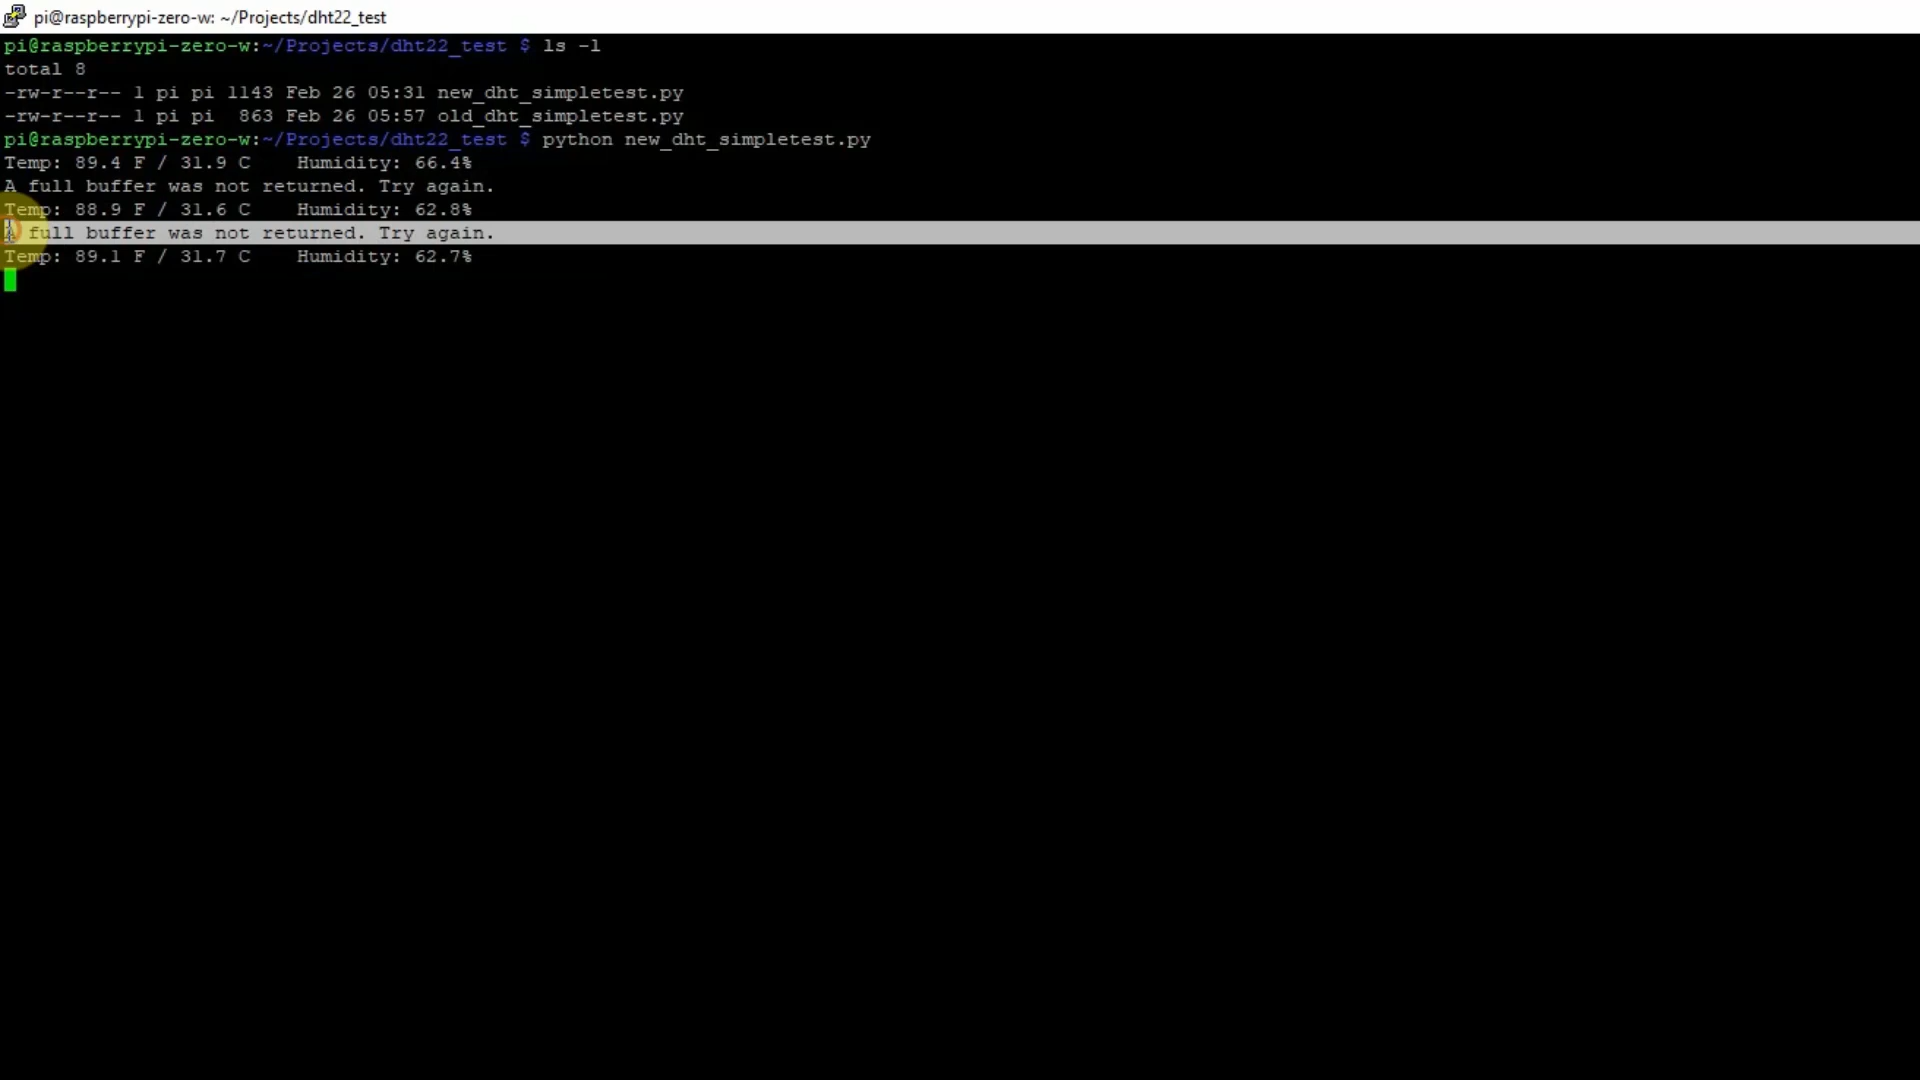 pi@raspberrypi-zero-w: ~/Projects/dht22_test
pi@raspberrypi-zero-w:~/Projects/dht22_test $ ls -l
total 8
-rw-r--r-- 1 pi pi 1143 Feb 26 05:31 new_dht_simpletest.py
-rw-r--r-- 1 pi pi  863 Feb 26 05:57 old_dht_simpletest.py
pi@raspberrypi-zero-w:~/Projects/dht22_test $ python new_dht_simpletest.py
Temp: 89.4 F / 31.9 C    Humidity: 66.4%
A full buffer was not returned. Try again.
Temp: 88.9 F / 31.6 C    Humidity: 62.8%
A full buffer was not returned. Try again.
Temp: 89.1 F / 31.7 C    Humidity: 62.7%